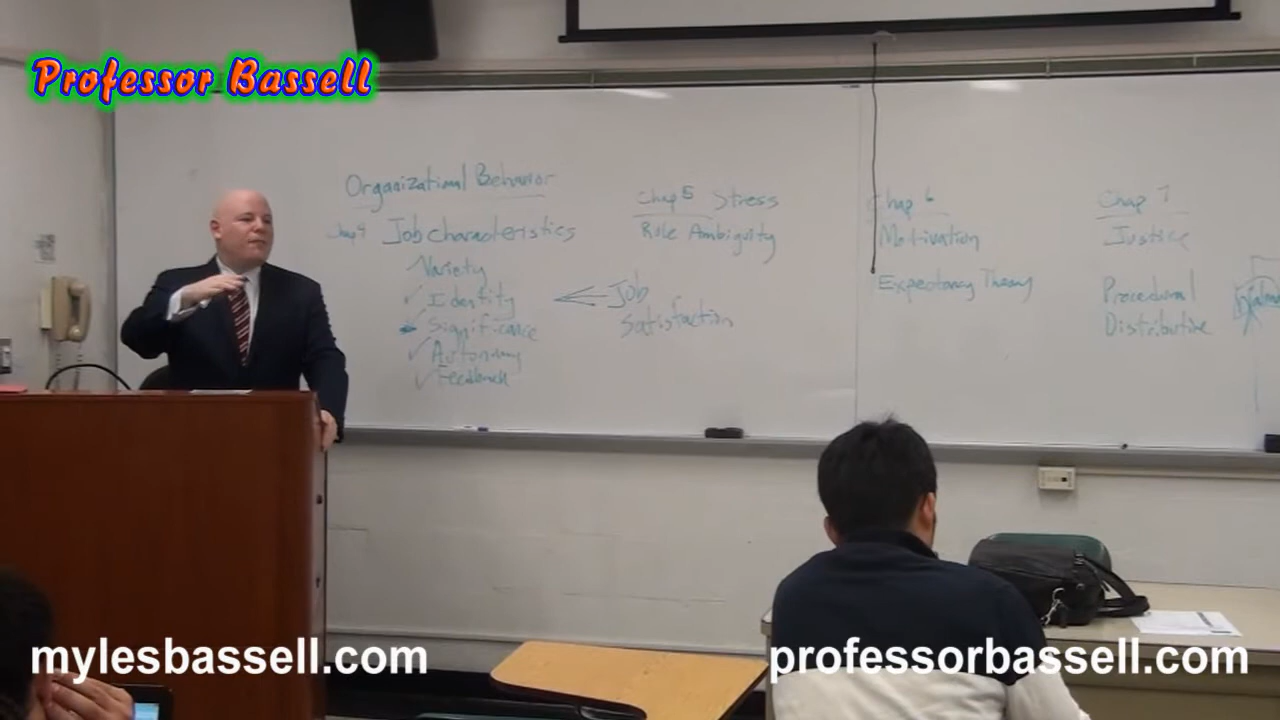 Professor Bassell
Organizational Behavior
Chap 4 Job characteristics
Variety
Identity
Significance
Autonomy
Feedback
Job
Satisfaction
Chap 5 Stress
Role Ambiguity
Chap 6
Motivation
Expectancy Theory
Chap 7
Justice
Procedural
Distributive
mylesbassell.com
professorbassell.com